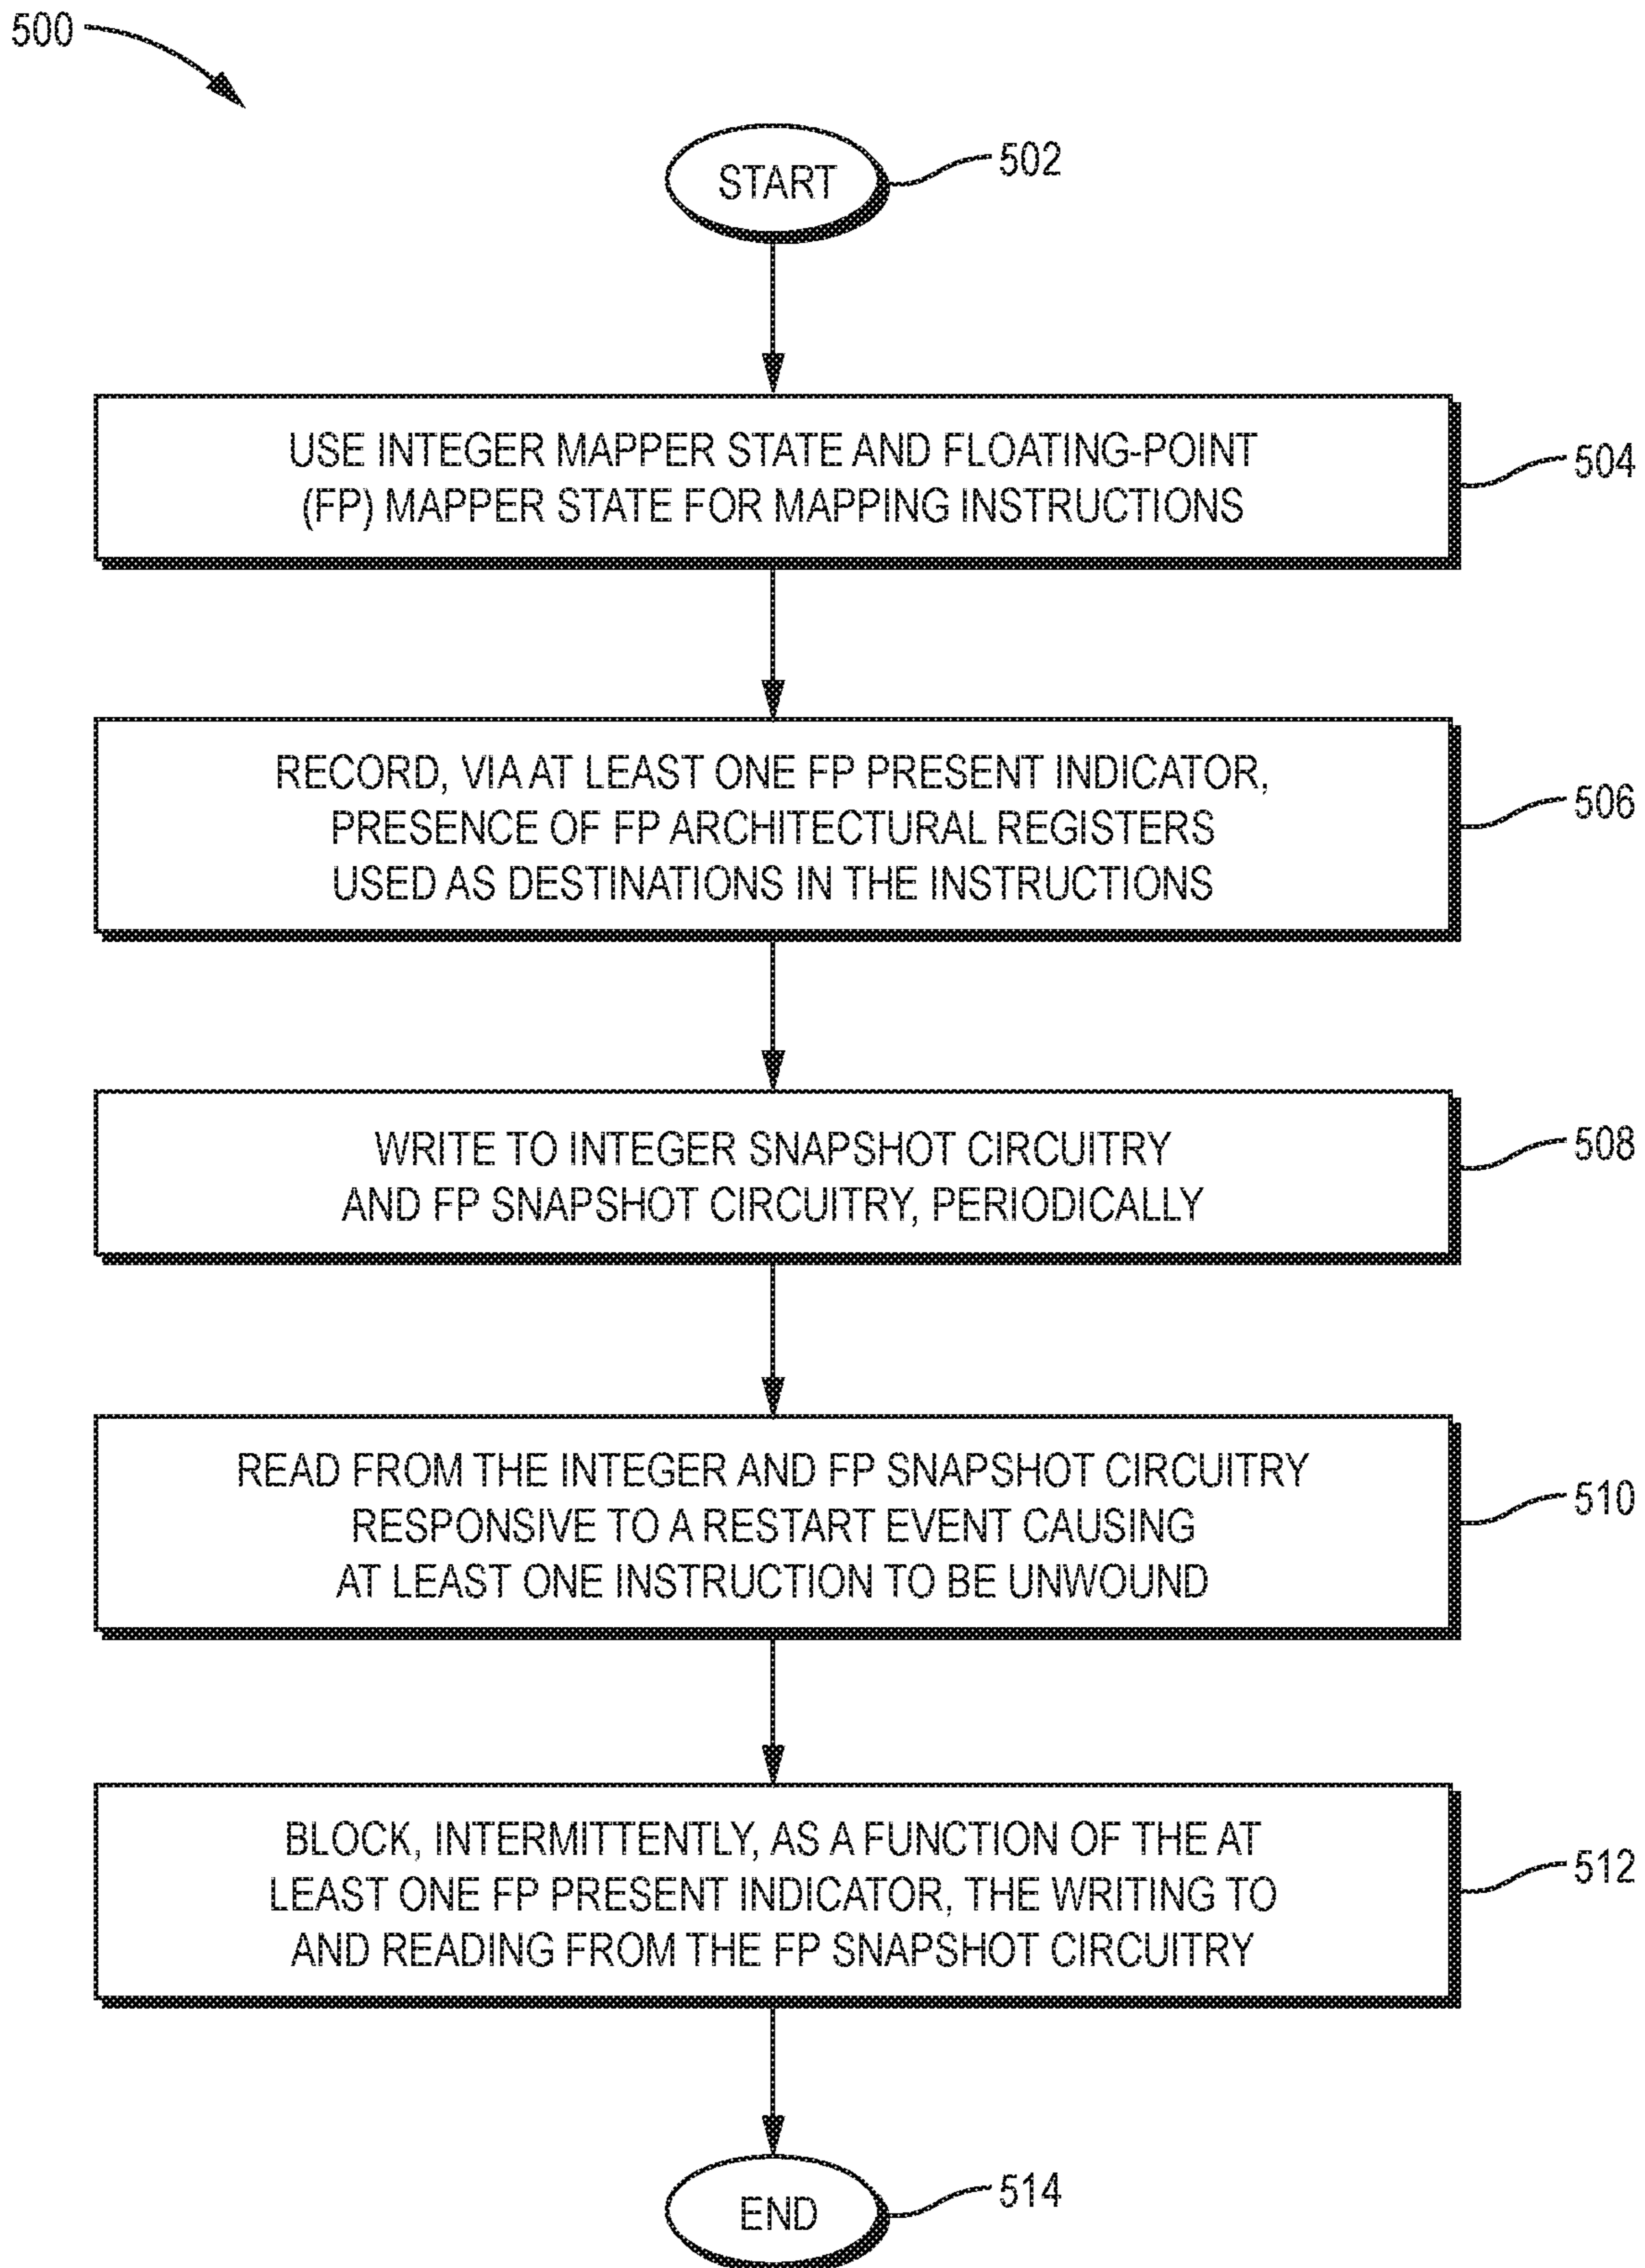 500
START
502
USE INTEGER MAPPER STATE AND FLOATING-POINT
(FP) MAPPER STATE FOR MAPPING INSTRUCTIONS
504
RECORD, VIA AT LEAST ONE FP PRESENT INDICATOR,
PRESENCE OF FP ARCHITECTURAL REGISTERS
USED AS DESTINATIONS IN THE INSTRUCTIONS
506
WRITE TO INTEGER SNAPSHOT CIRCUITRY
AND FP SNAPSHOT CIRCUITRY, PERIODICALLY
508
READ FROM THE INTEGER AND FP SNAPSHOT CIRCUITRY
RESPONSIVE TO A RESTART EVENT CAUSING
AT LEAST ONE INSTRUCTION TO BE UNWOUND
510
BLOCK, INTERMITTENTLY, AS A FUNCTION OF THE AT
LEAST ONE FP PRESENT INDICATOR, THE WRITING TO
AND READING FROM THE FP SNAPSHOT CIRCUITRY
512
END
514